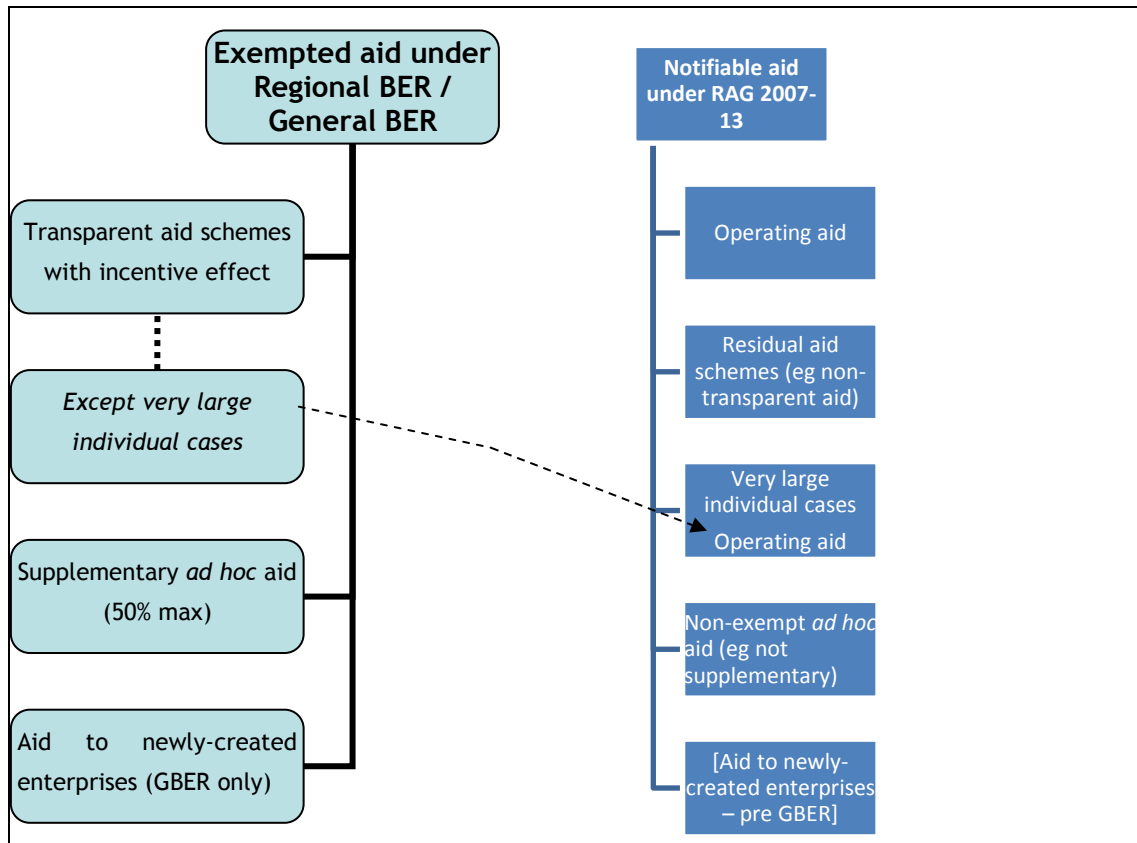 Exempted aid under
Regional BER /
General BER
Transparent aid schemes
with incentive effect
Except very large
individual cases
Supplementary ad hoc aid
(50% max)
Aid to newly-created
enterprises (GBER only)
Notifiable aid
under RAG 2007-
13
Operating aid
Residual aid
schemes (eg non-
transparent aid)
Very large
individual cases
Operating aid
Non-exempt ad hoc
aid (eg not
supplementary)
[Aid to newly-
created enterprises
– pre GBER]